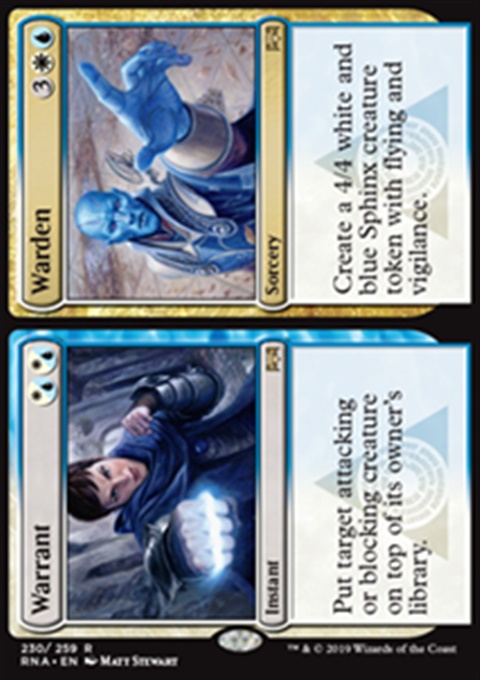 Warrant
Instant
Put target attacking
or blocking creature
on top of its owner's
library.
Warden
3
Sorcery
Create a 4/4 white and
blue Sphinx creature
token with flying and
vigilance.
230/259 R
RNA • EN MATT STEWART
™ & © 2019 Wizards of the Coast